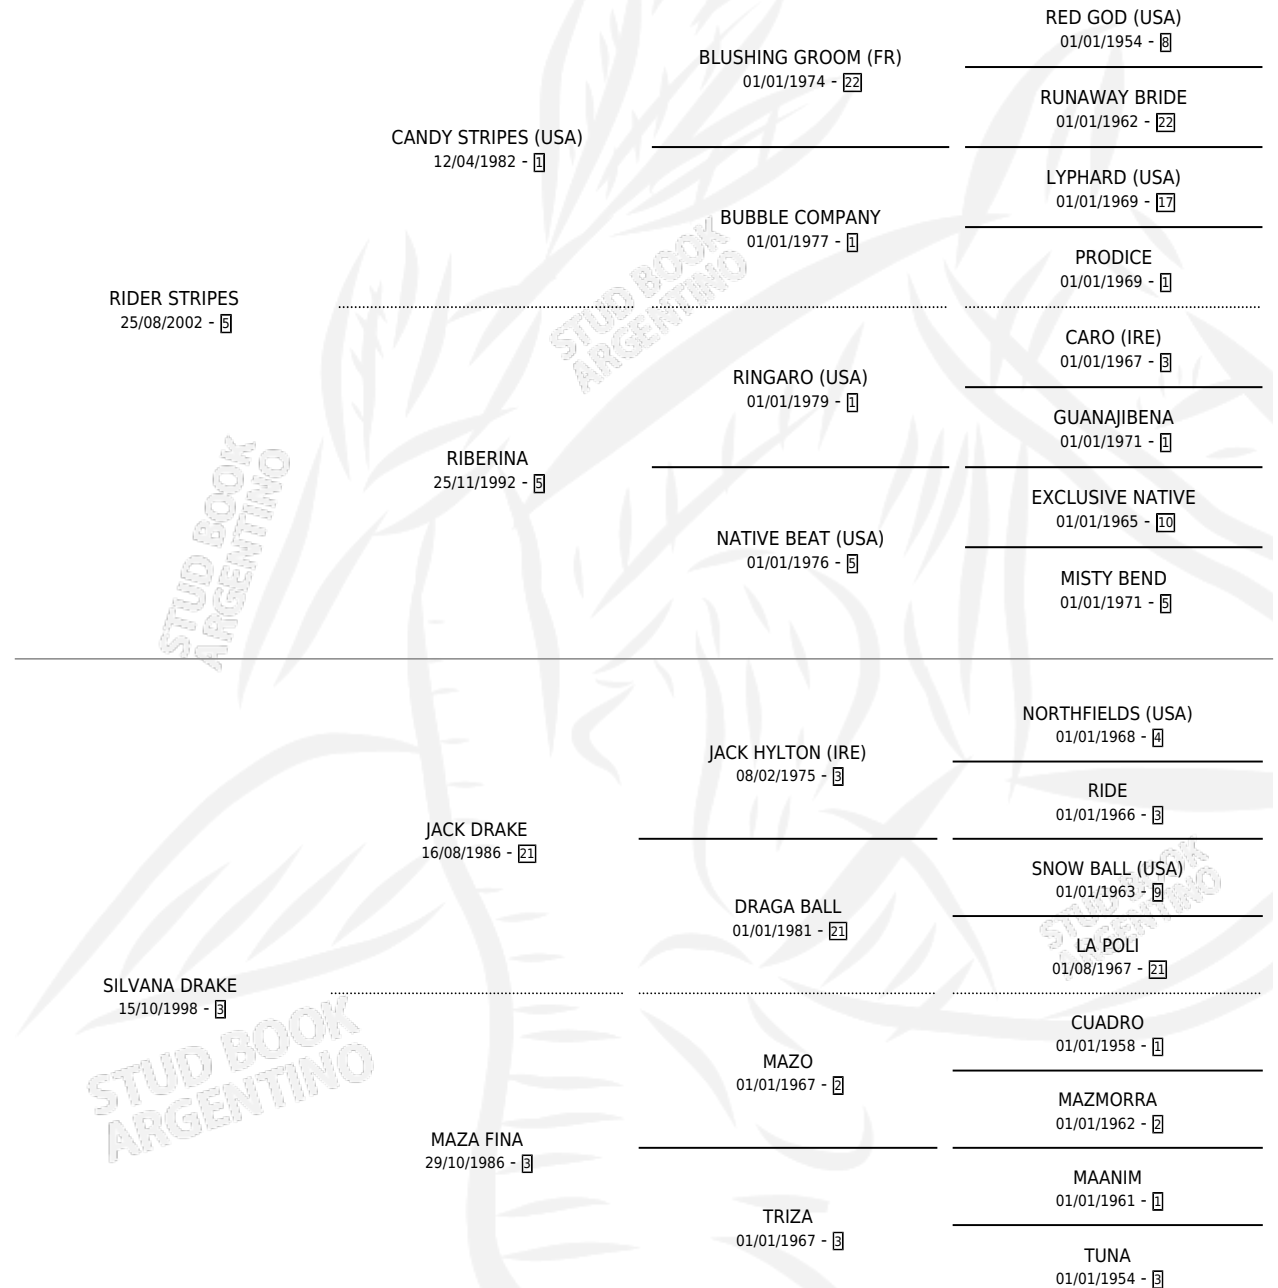 RED GOD (USA)
01/01/1954 - 8
BLUSHING GROOM (FR)
01/01/1974 - 22
RUNAWAY BRIDE
01/01/1962 - 22
CANDY STRIPES (USA)
12/04/1982 - 1
LYPHARD (USA)
01/01/1969 - 17
BUBBLE COMPANY
01/01/1977 - 1
PRODICE
01/01/1969 - 1
RIDER STRIPES
25/08/2002 - 5
STUD BOOK
ARGENTINO
CARO (IRE)
01/01/1967 - 3
RINGARO (USA)
01/01/1979 - 1
GUANAJIBENA
01/01/1971 - 1
RIBERINA
25/11/1992 - 5
EXCLUSIVE NATIVE
01/01/1965 - 10
NATIVE BEAT (USA)
01/01/1976 - 5
MISTY BEND
01/01/1971 - 5
STUD BOOK
ARGENTINO
NORTHFIELDS (USA)
01/01/1968 - 4
JACK HYLTON (IRE)
08/02/1975 - 3
RIDE
01/01/1966 - 3
JACK DRAKE
16/08/1986 - 21
SNOW BALL (USA)
01/01/1963 - 9
STUD BOOK
ARGENTINO
DRAGA BALL
01/01/1981 - 21
LA POLI
01/08/1967 - 21
SILVANA DRAKE
15/10/1998 - 3
STUD BOOK
ARGENTINO
CUADRO
01/01/1958 - 1
MAZO
01/01/1967 - 2
MAZMORRA
01/01/1962 - 2
MAZA FINA
29/10/1986 - 3
MAANIM
01/01/1961 - 1
TRIZA
01/01/1967 - 3
TUNA
01/01/1954 - 3